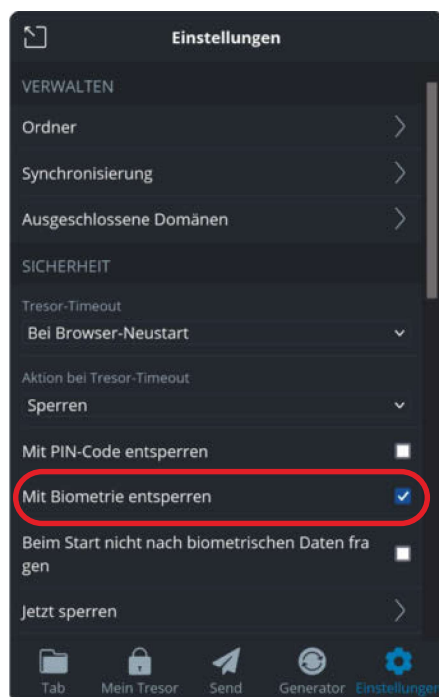 Einstellungen
VERWALTEN
Ordner
Synchronisierung
Ausgeschlossene Domänen
SICHERHEIT
Tresor-Timeout
Bei Browser-Neustart
Aktion bei Tresor-Timeout
Sperren
Mit PIN-Code entsperren
Mit Biometrie entsperren
Beim Start nicht nach biometrischen Daten fra
gen
Jetzt sperren
Tab Mein Tresor Send Generator Einstellungen